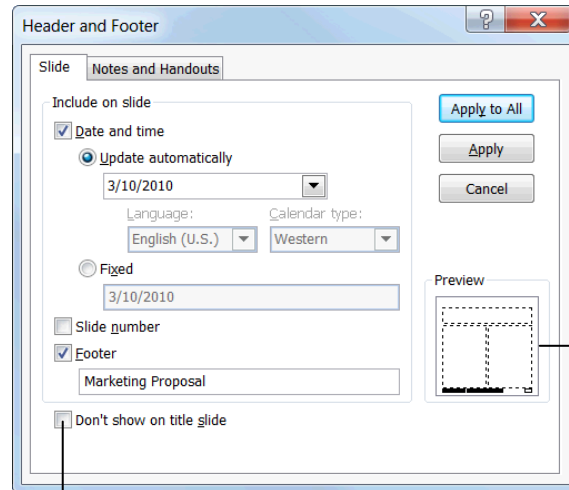 Header and Footer
Slide
Notes and Handouts
Include on slide
Date and time
Update automatically
3/10/2010
Language:
Calendar type:
English (U.S.)
Western
Fixed
3/10/2010
Slide number
Footer
Marketing Proposal
Don't show on title slide
Apply to All
Apply
Cancel
Preview